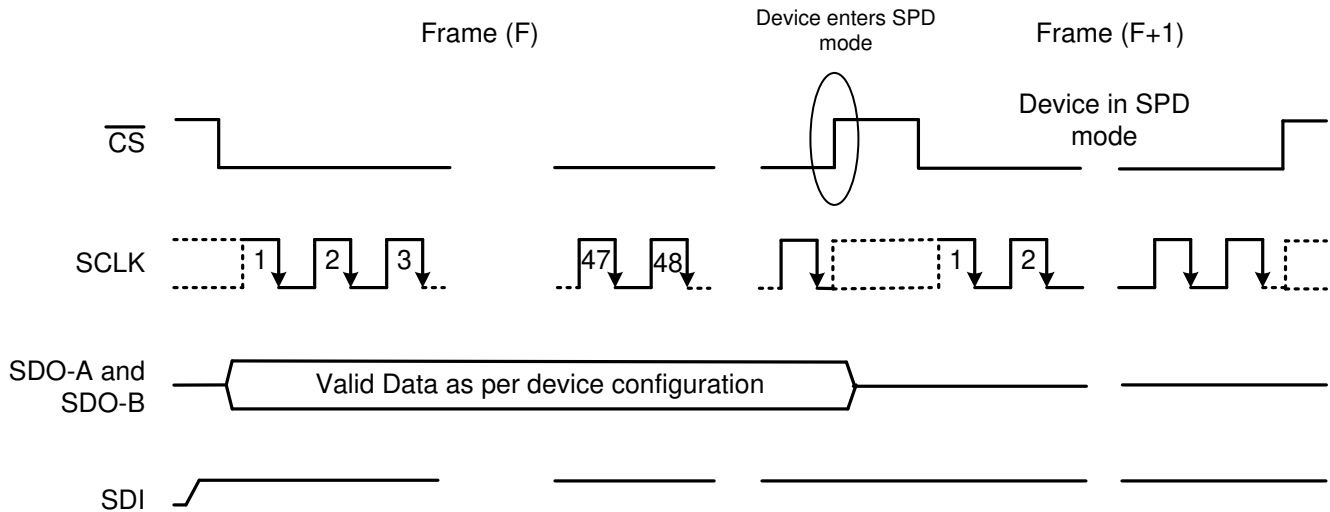 Frame (F)
Device enters SPD
mode
Frame (F+1)
CS
Device in SPD
mode
SCLK
1
2
3
47
48
1
2
SDO-A and
SDO-B
Valid Data as per device configuration
SDI